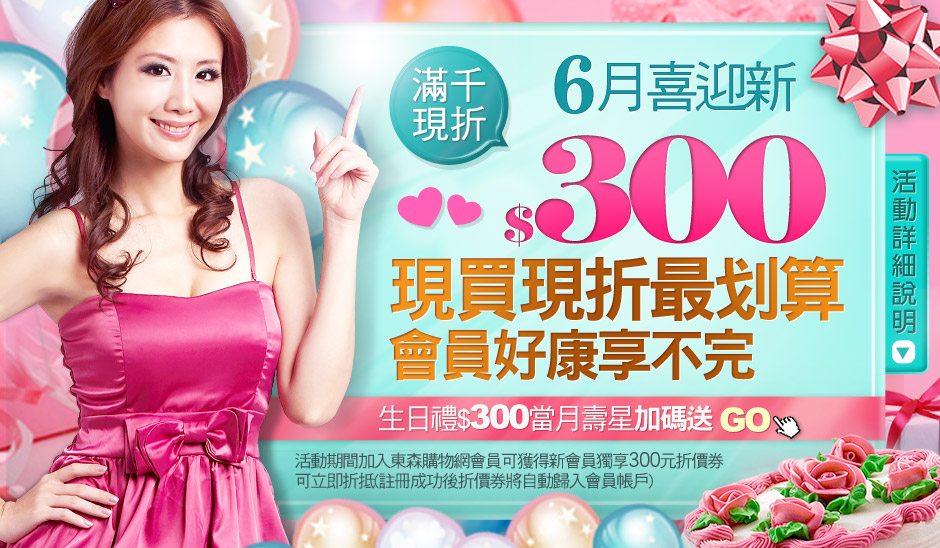 滿千
現折
6月喜迎新
$300
現買現折最划算
會員好康享不完
生日禮$300當月壽星加碼送 GO
活動期間加入東森購物網會員可獲得新會員獨享300元折價券
可立即折抵(註冊成功後折價券將自動歸入會員帳戶)
活動詳細說明